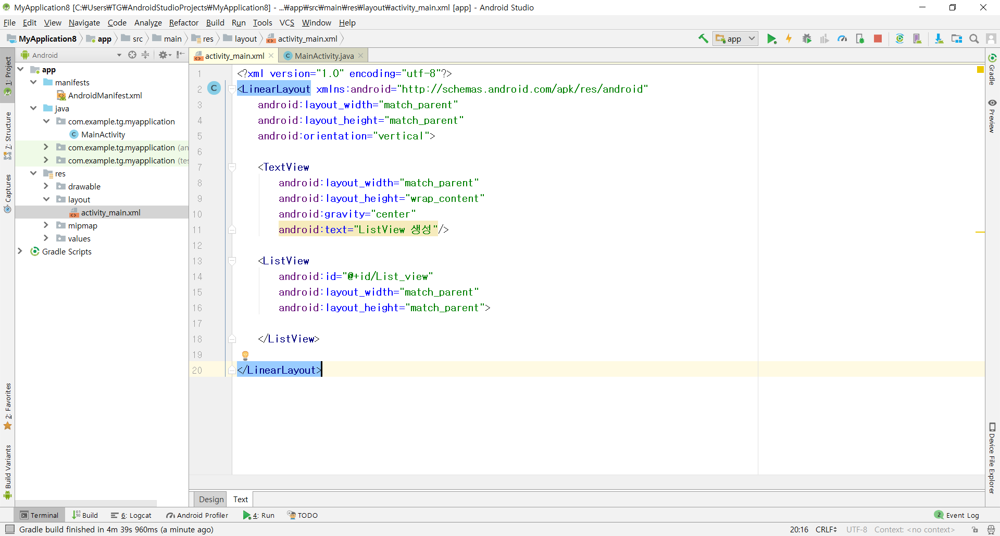 MyApplication8 [C:₩Users₩TG₩AndroidStudioProjects₩MyApplication8] - ...₩app₩src₩main₩res₩layout₩activity_main.xml [app] - Android Studio
File Edit View Navigate Code Analyze Refactor Build Run Tools VCS Window Help
MyApplication8 app src main res layout activity_main.xml
app
Android
activity_main.xml
MainActivity.java
1: Project
7: Structure
Captures
2: Favorites
Build Variants
app
manifests
AndroidManifest.xml
java
com.example.tg.myapplication
MainActivity
com.example.tg.myapplication (an
com.example.tg.myapplication (tes
res
drawable
layout
activity_main.xml
mipmap
values
Gradle Scripts
1 <?xml version="1.0" encoding="utf-8"?>
2 <LinearLayout xmlns:android="http://schemas.android.com/apk/res/android"
3 android:layout_width="match_parent"
4 android:layout_height="match_parent"
5 android:orientation="vertical">
6
7 <TextView
8 android:layout_width="match_parent"
9 android:layout_height="wrap_content"
10 android:gravity="center"
11 android:text="ListView 생성"/>
12
13 <ListView
14 android:id="@+id/List_view"
15 android:layout_width="match_parent"
16 android:layout_height="match_parent">
17
18 </ListView>
19
20 </LinearLayout>
Gradle
Preview
Device File Explorer
Design Text
Terminal Build 6: Logcat Android Profiler 4: Run TODO
2 Event Log
Gradle build finished in 4m 39s 960ms (a minute ago)
20:16 CRLF UTF-8 Context: <no context>